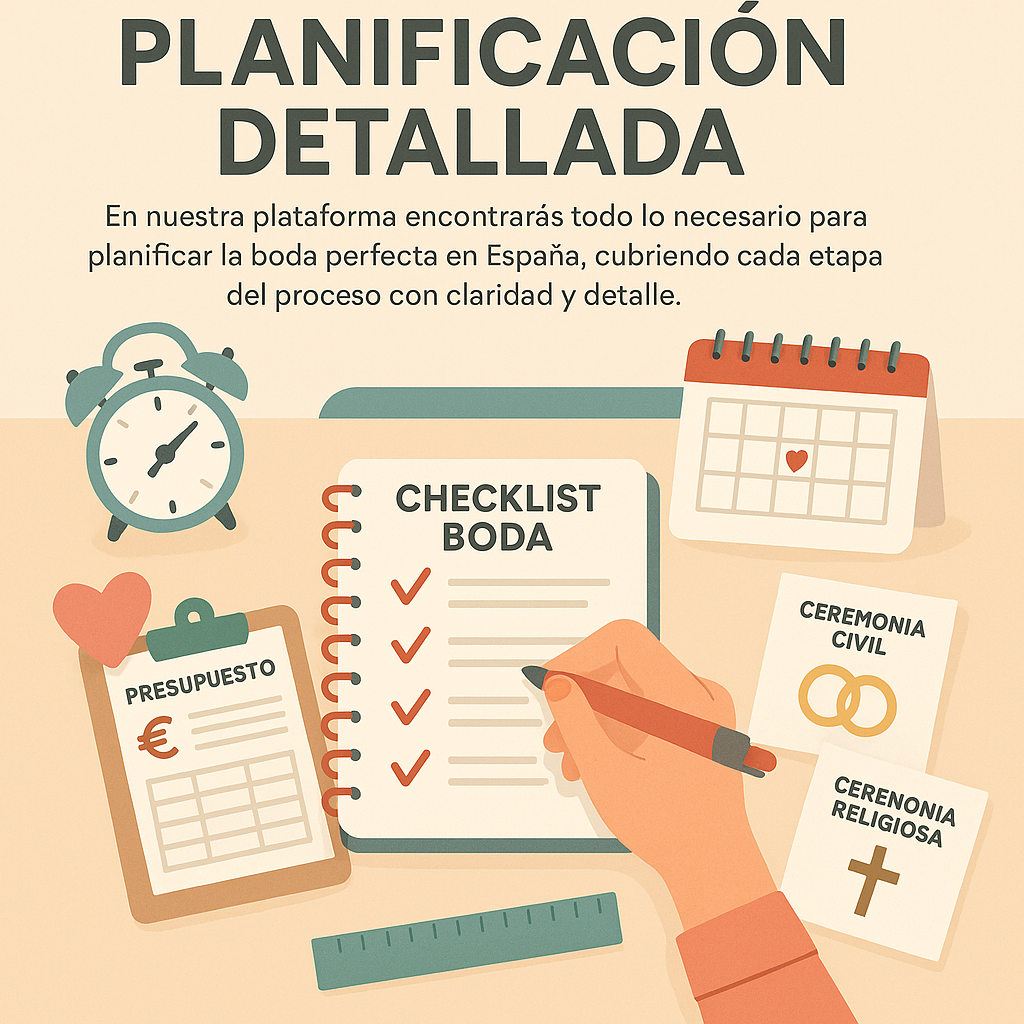 PLANIFICACIÓN
DETALLADA
En nuestra plataforma encontrarás todo lo necesario para
planificar la boda perfecta en Espaňa, cubriendo cada etapa
del proceso con claridad y detalle.
CHECKLIST
BODA
PRESUPUESTO
€
CEREMONIA
CIVIL
CERENONIA
RELIGIOSA